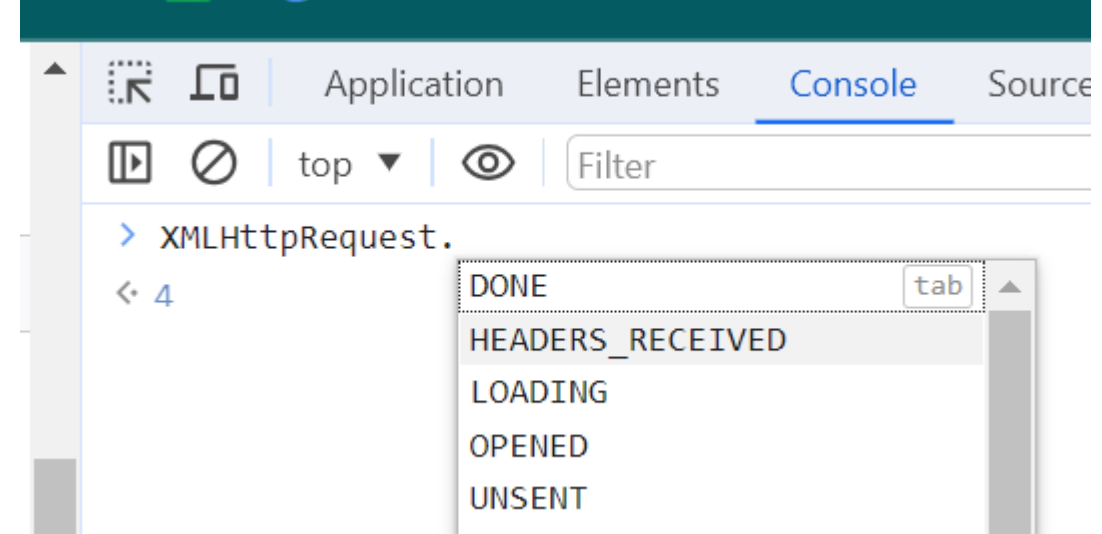 Application Elements Console Source
top Filter
> XMLHttpRequest.
4
DONE tab
HEADERS_RECEIVED
LOADING
OPENED
UNSENT